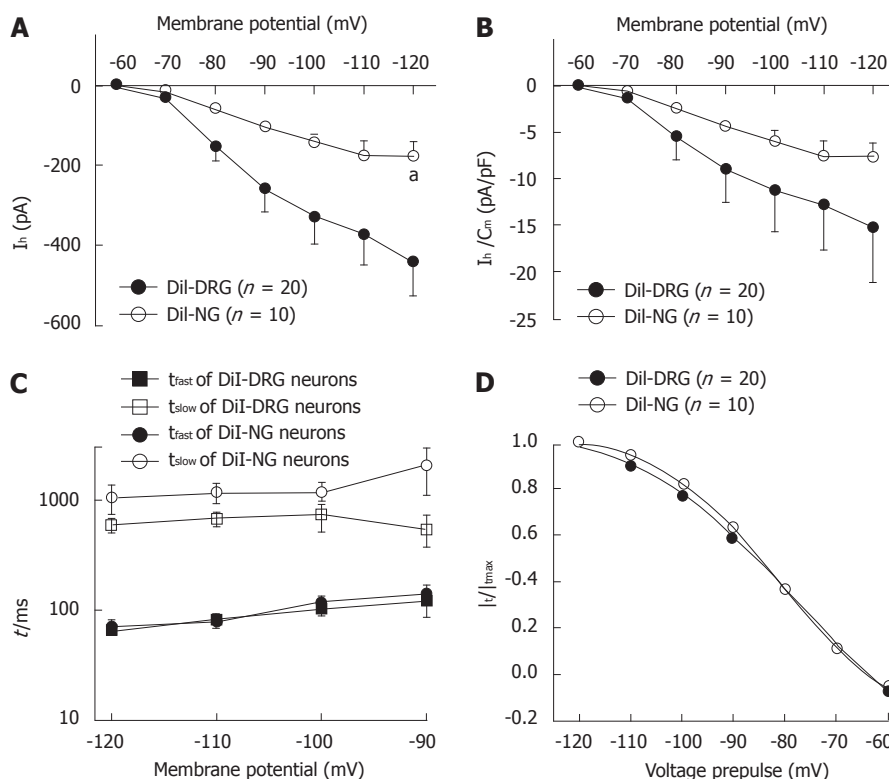 A
Membrane potential (mV)
-60 -70 -80 -90 -100 -110 -120
0
-200
-400
-600
Ih (pA)
a
DiI-DRG (n = 20)
DiI-NG (n = 10)
B
Membrane potential (mV)
-60 -70 -80 -90 -100 -110 -120
0
-5
-10
-15
-20
-25
Ih /Cm (pA/pF)
DiI-DRG (n = 20)
DiI-NG (n = 10)
C
tfast of DiI-DRG neurons
tslow of DiI-DRG neurons
tfast of DiI-NG neurons
tslow of DiI-NG neurons
1000
100
10
t/ms
-120 -110 -100 -90
Membrane potential (mV)
D
DiI-DRG (n = 20)
DiI-NG (n = 10)
1.0
0.8
0.6
-0.4
0.2
0.0
-0.2
|t/|tmax
-120 -110 -100 -90 -80 -70 -60
Voltage prepulse (mV)